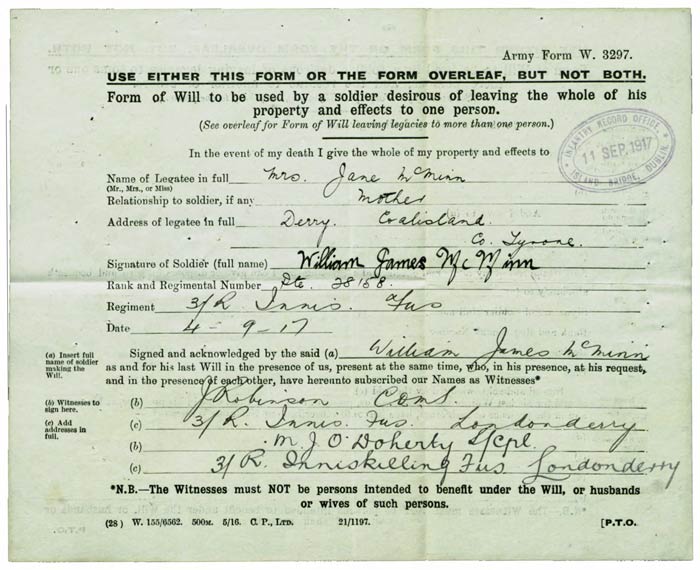 Army Form W. 3297.
USE EITHER THIS FORM OR THE FORM OVERLEAF, BUT NOT BOTH.
Form of Will to be used by a soldier desirous of leaving the whole of his
property and effects to one person.
(See overleaf for Form of Will leaving legacies to more than one person.)
INFANTRY RECORD OFFICE,
11 SEP. 1917
ISLAND BRIDGE, DUBLIN.
In the event of my death I give the whole of my property and effects to
Name of Legatee in full Mrs. Jane McMinn
(Mr., Mrs., or Miss)
Relationship to soldier, if any Mother
Address of legatee in full Derry. Coalisland
Co. Tyrone.
Signature of Soldier (full name) William James McMinn
Rank and Regimental Number Pte. 28158.
Regiment 3/R. Innis. Fus
Date 4-9-17
(a) Insert full
name of soldier
making the
Will.
Signed and acknowledged by the said (a) William James McMinn
as and for his last Will in the presence of us, present at the same time, who, in his presence, at his request,
and in the presence of each other, have hereunto subscribed our Names as Witnesses*
(b) Witnesses to
sign here.
(b) J Robinson
(c) Add
addresses in
full.
(c) 3/R. Innis. Fus. Londonderry
(b) M. J O'Doherty L/Cpl.
(c) 3/R. Inniskilling Fus Londonderry
*N.B.—The Witnesses must NOT be persons intended to benefit under the Will, or husbands
or wives of such persons.
(28) W. 155/6562. 500M. 5/16. C. P., LTD. 21/1197. [P.T.O.